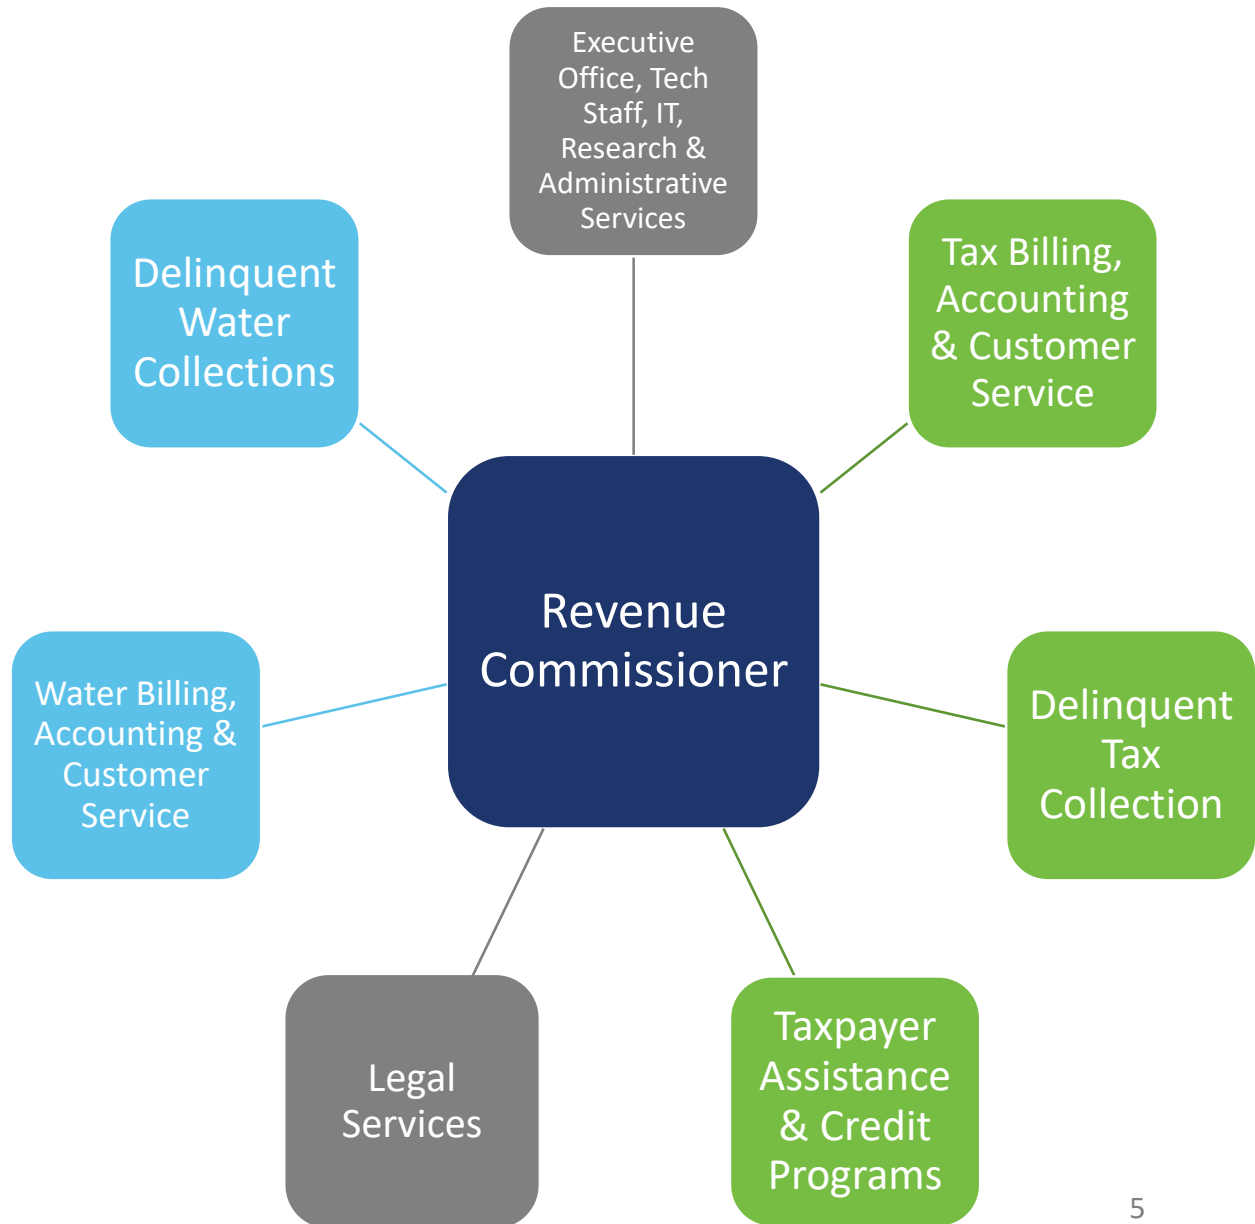 Executive
Office, Tech
Staff, IT,
Research &
Administrative
Services
Tax Billing,
Accounting
& Customer
Service
Delinquent
Tax
Collection
Taxpayer
Assistance
& Credit
Programs
Legal
Services
Water Billing,
Accounting &
Customer
Service
Delinquent
Water
Collections
Revenue
Commissioner
5